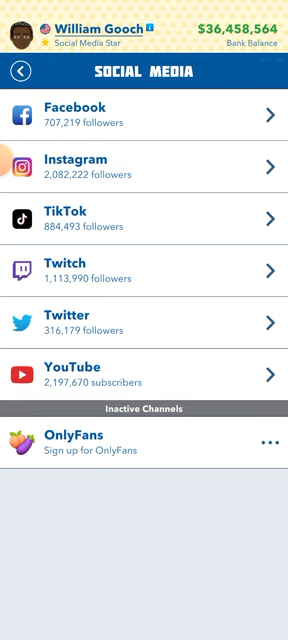 William Gooch
$36,458,564
Social Media Star
Bank Balance
SOCIAL MEDIA
Facebook
707,219 followers
Instagram
2,082,222 followers
TikTok
884,493 followers
Twitch
1,113,990 followers
Twitter
316,179 followers
YouTube
2,197,670 subscribers
Inactive Channels
OnlyFans
Sign up for OnlyFans